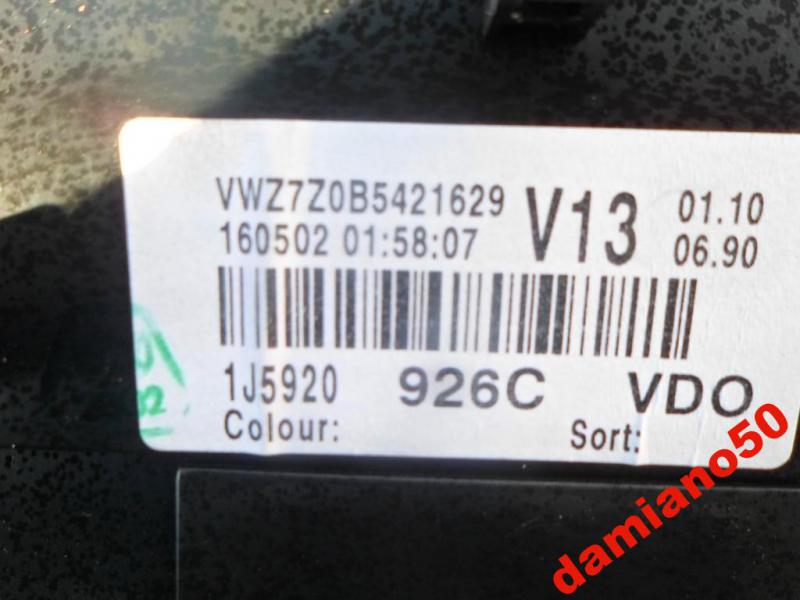 VWZ7Z0B5421629 V13 01.10
160502 01:58:07 06.90
1J5920 926C VDO
Colour: Sort:
damiano50